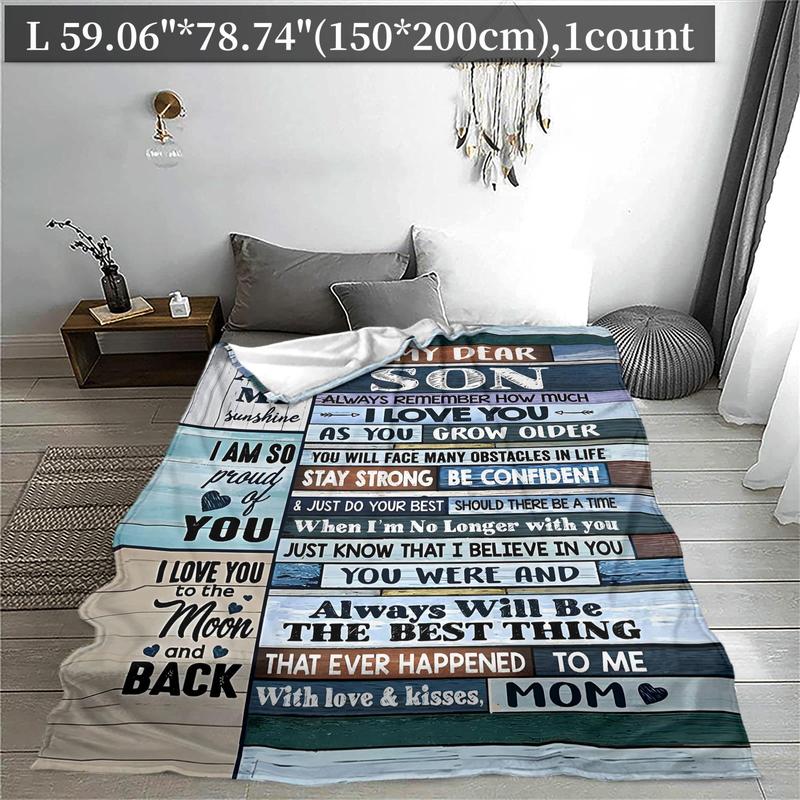 L 59.06"*78.74"(150*200cm),1count
MY DEAR
SON
ALWAYS REMEMBER HOW MUCH
I LOVE YOU
AS YOU GROW OLDER
YOU WILL FACE MANY OBSTACLES IN LIFE
STAY STRONG BE CONFIDENT
& JUST DO YOUR BEST SHOULD THERE BE A TIME
When I'm No Longer with you
JUST KNOW THAT I BELIEVE IN YOU
YOU WERE AND
Always Will Be
THE BEST THING
THAT EVER HAPPENED TO ME
With love & kisses, MOM
sunshine
I AM SO
proud
of
YOU
I LOVE YOU
to the
Moon
and
BACK